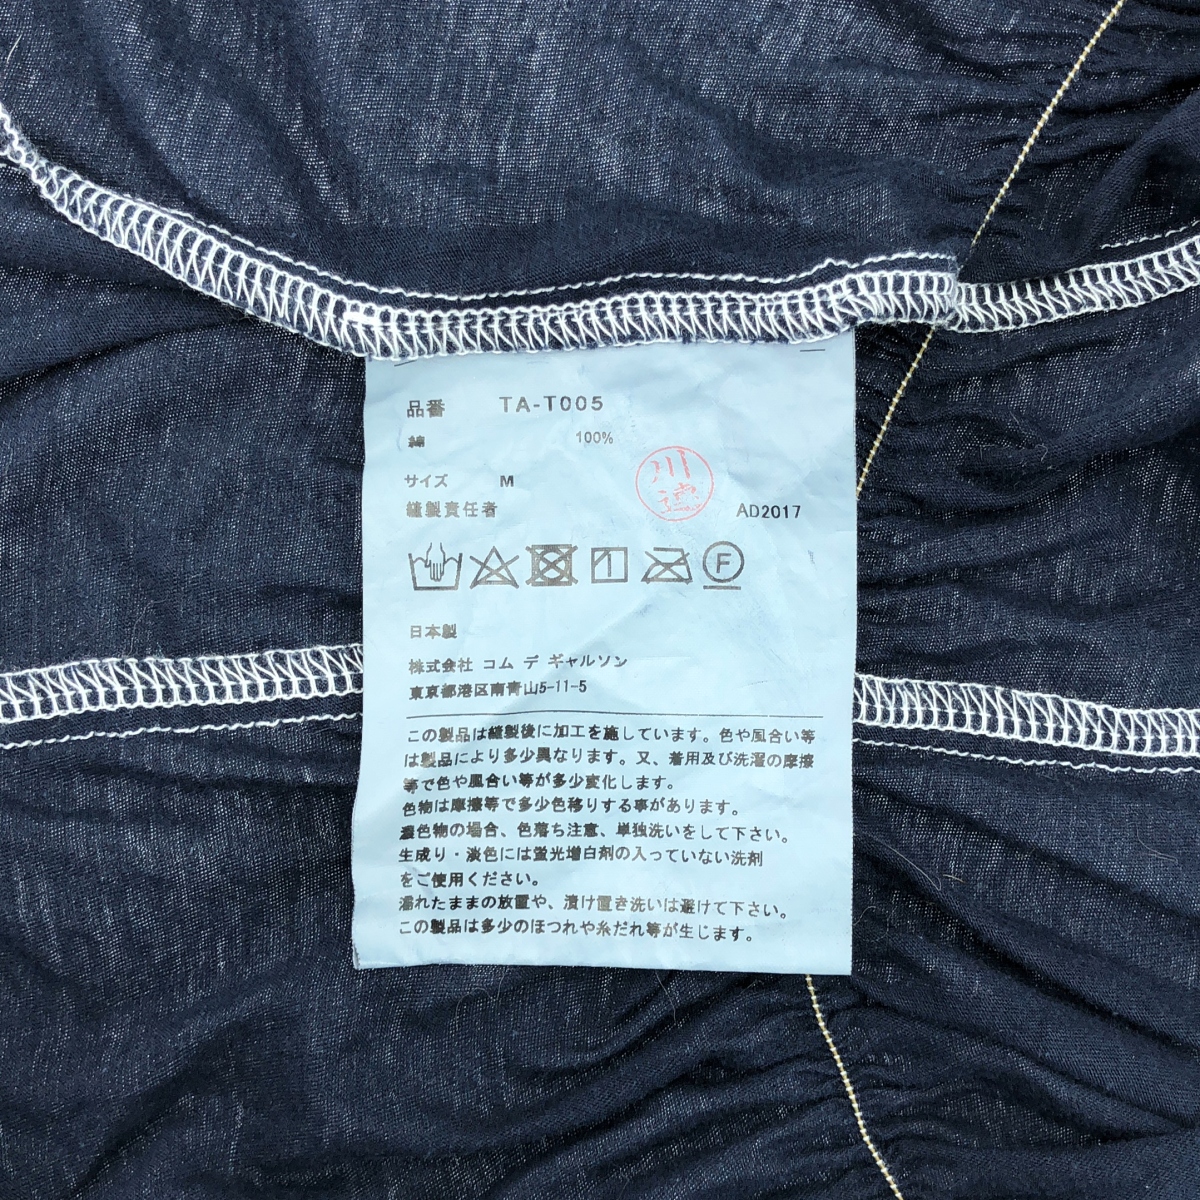 品番 TA-T005
綿 100%
サイズ M
縫製責任者 川徳 AD2017
1 F
日本製
株式会社 コム デ ギャルソン
東京都港区南青山5-11-5
この製品は縫製後に加工を施しています。色や風合い等
は製品により多少異なります。又、着用及び洗濯の摩擦
等で色や風合い等が多少変化します。
色物は摩擦等で多少色移りする事があります。
濃色物の場合、色落ち注意、単独洗いをして下さい。
生成り・淡色には蛍光増白剤の入っていない洗剤
をご使用ください。
濡れたままの放置や、漬け置き洗いは避けて下さい。
この製品は多少のほつれや糸だれ等が生じます。